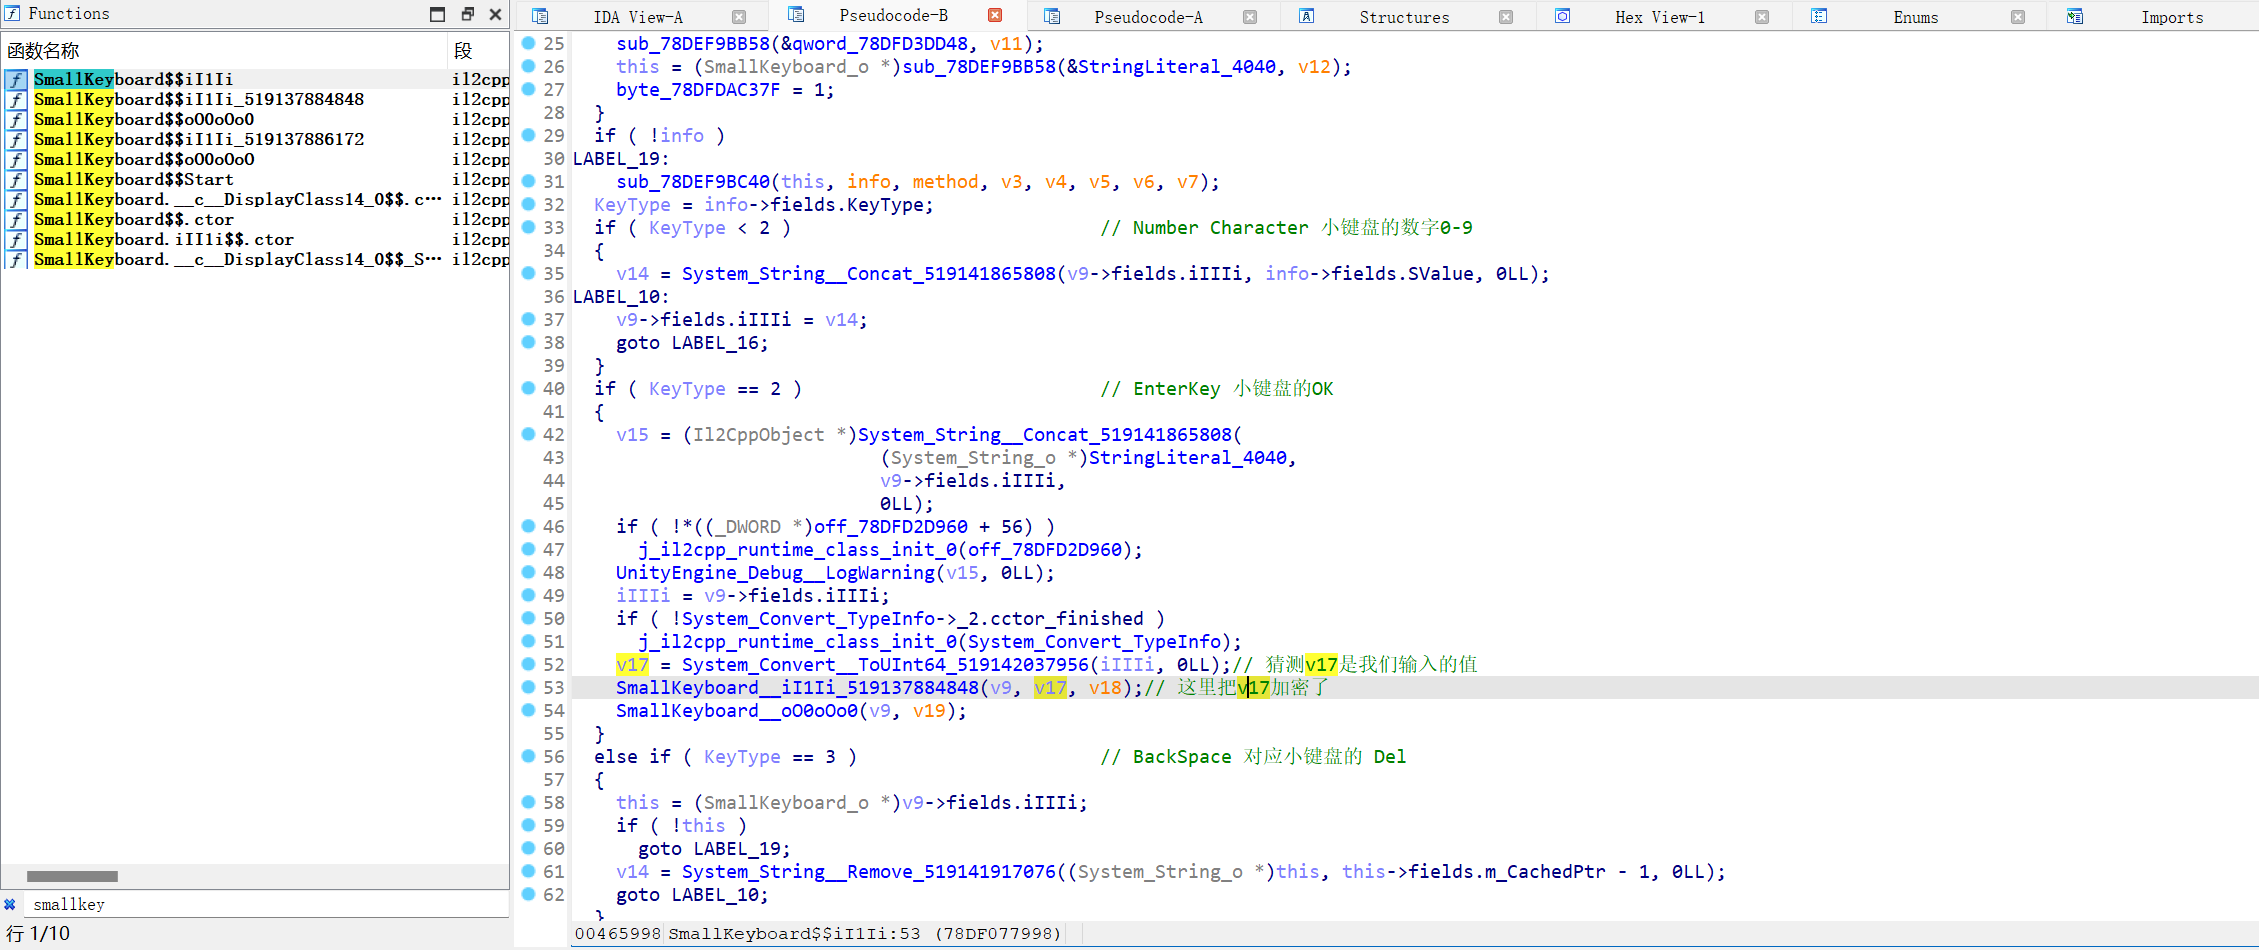 Functions
函数名称 段
SmallKeyboard$$iI1Ii il2cpp
SmallKeyboard$$iI1Ii_519137884848 il2cpp
SmallKeyboard$$oO0oOo0 il2cpp
SmallKeyboard$$iI1Ii_519137886172 il2cpp
SmallKeyboard$$oO0oOo0 il2cpp
SmallKeyboard$$Start il2cpp
SmallKeyboard.__c__DisplayClass14_0$$.c… il2cpp
SmallKeyboard$$.ctor il2cpp
SmallKeyboard.iII1i$$.ctor il2cpp
SmallKeyboard.__c__DisplayClass14_0$$_S… il2cpp
smallkey
行 1/10
IDA View-A Pseudocode-B Pseudocode-A Structures Hex View-1 Enums Imports
25 sub_78DEF9BB58(&qword_78DFD3DD48, v11);
26 this = (SmallKeyboard_o *)sub_78DEF9BB58(&StringLiteral_4040, v12);
27 byte_78DFDAC37F = 1;
28 }
29 if ( !info )
30 LABEL_19:
31 sub_78DEF9BC40(this, info, method, v3, v4, v5, v6, v7);
32 KeyType = info->fields.KeyType;
33 if ( KeyType < 2 ) // Number Character 小键盘的数字0-9
34 {
35 v14 = System_String__Concat_519141865808(v9->fields.iIIIi, info->fields.SValue, 0LL);
36 LABEL_10:
37 v9->fields.iIIIi = v14;
38 goto LABEL_16;
39 }
40 if ( KeyType == 2 ) // EnterKey 小键盘的OK
41 {
42 v15 = (Il2CppObject *)System_String__Concat_519141865808(
43 (System_String_o *)StringLiteral_4040,
44 v9->fields.iIIIi,
45 0LL);
46 if ( !*((_DWORD *)off_78DFD2D960 + 56) )
47 j_il2cpp_runtime_class_init_0(off_78DFD2D960);
48 UnityEngine_Debug__LogWarning(v15, 0LL);
49 iIIIi = v9->fields.iIIIi;
50 if ( !System_Convert_TypeInfo->_2.cctor_finished )
51 j_il2cpp_runtime_class_init_0(System_Convert_TypeInfo);
52 v17 = System_Convert__ToUInt64_519142037956(iIIIi, 0LL);// 猜测v17是我们输入的值
53 SmallKeyboard__iI1Ii_519137884848(v9, v17, v18);// 这里把v17加密了
54 SmallKeyboard__oO0oOo0(v9, v19);
55 }
56 else if ( KeyType == 3 ) // BackSpace 对应小键盘的 Del
57 {
58 this = (SmallKeyboard_o *)v9->fields.iIIIi;
59 if ( !this )
60 goto LABEL_19;
61 v14 = System_String__Remove_519141917076((System_String_o *)this, this->fields.m_CachedPtr - 1, 0LL);
62 goto LABEL_10;
}
00465998 SmallKeyboard$$iI1Ii:53 (78DF077998)